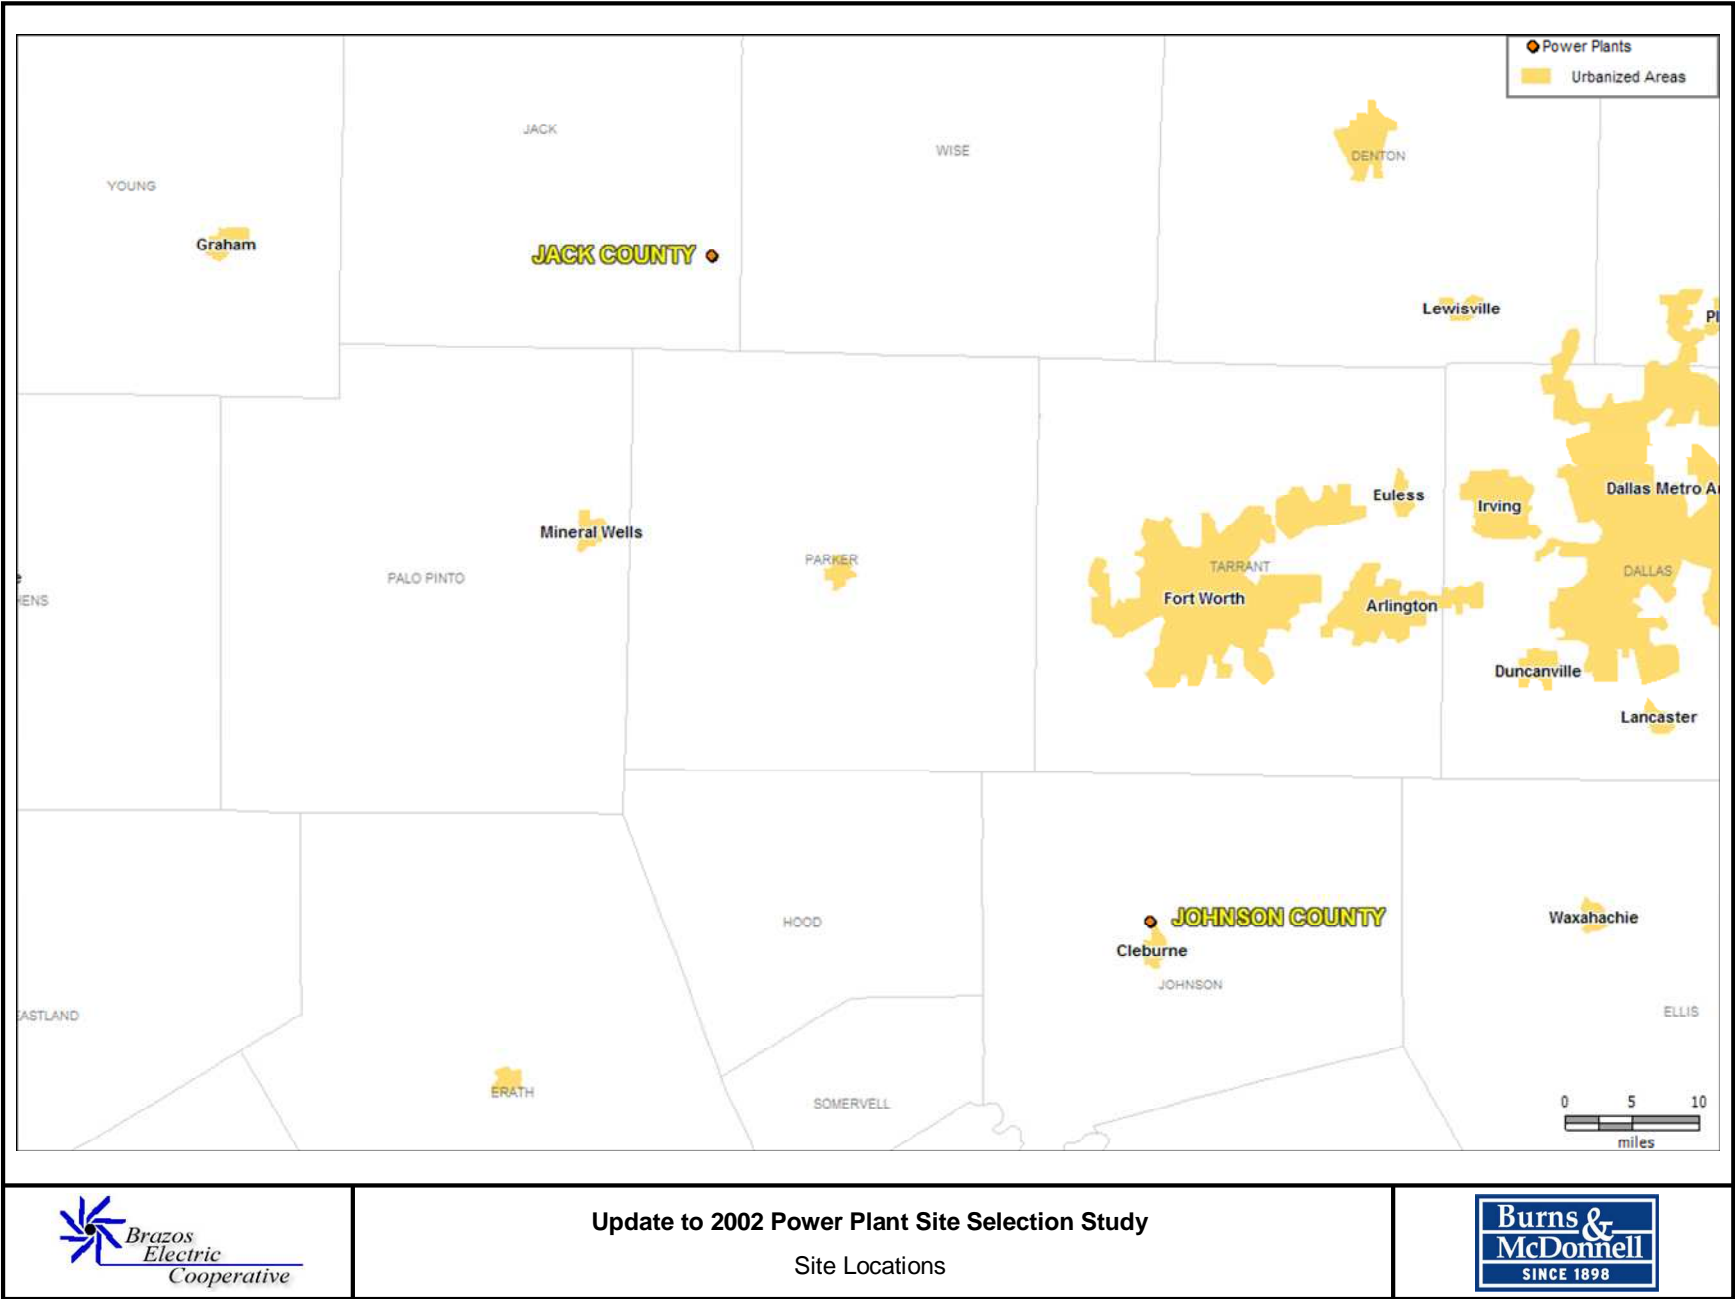 Power Plants
Urbanized Areas
JACK
WISE
DENTON
YOUNG
Graham
JACK COUNTY
Lewisville
Pl
Euless
Irving
Dallas Metro A
Mineral Wells
PARKER
TARRANT
DALLAS
PALO PINTO
HENS
Fort Worth
Arlington
Duncanville
Lancaster
HOOD
JOHNSON COUNTY
Waxahachie
Cleburne
JOHNSON
EASTLAND
ELLIS
ERATH
SOMERVELL
0 5 10
miles
Brazos
Electric
Cooperative
Update to 2002 Power Plant Site Selection Study
Site Locations
Burns &
McDonnell
SINCE 1898